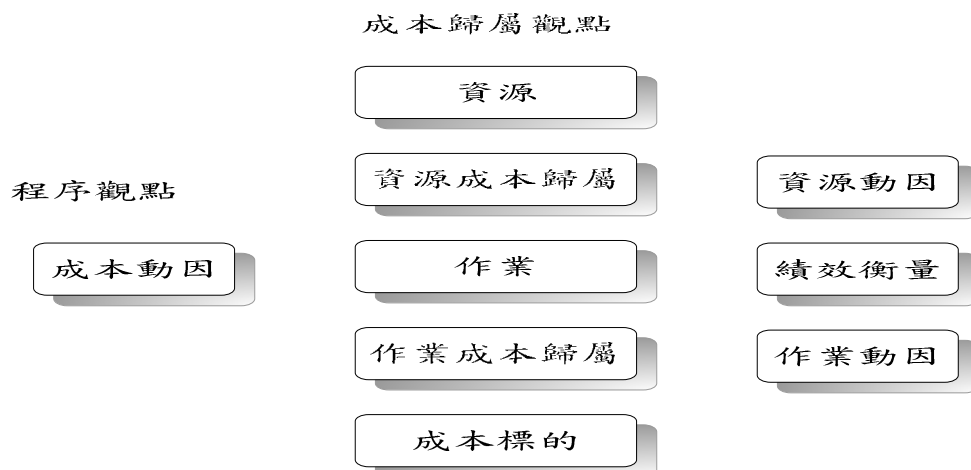 成本歸屬觀點
資源
程序觀點
資源成本歸屬
資源動因
成本動因
作業
績效衡量
作業成本歸屬
作業動因
成本標的